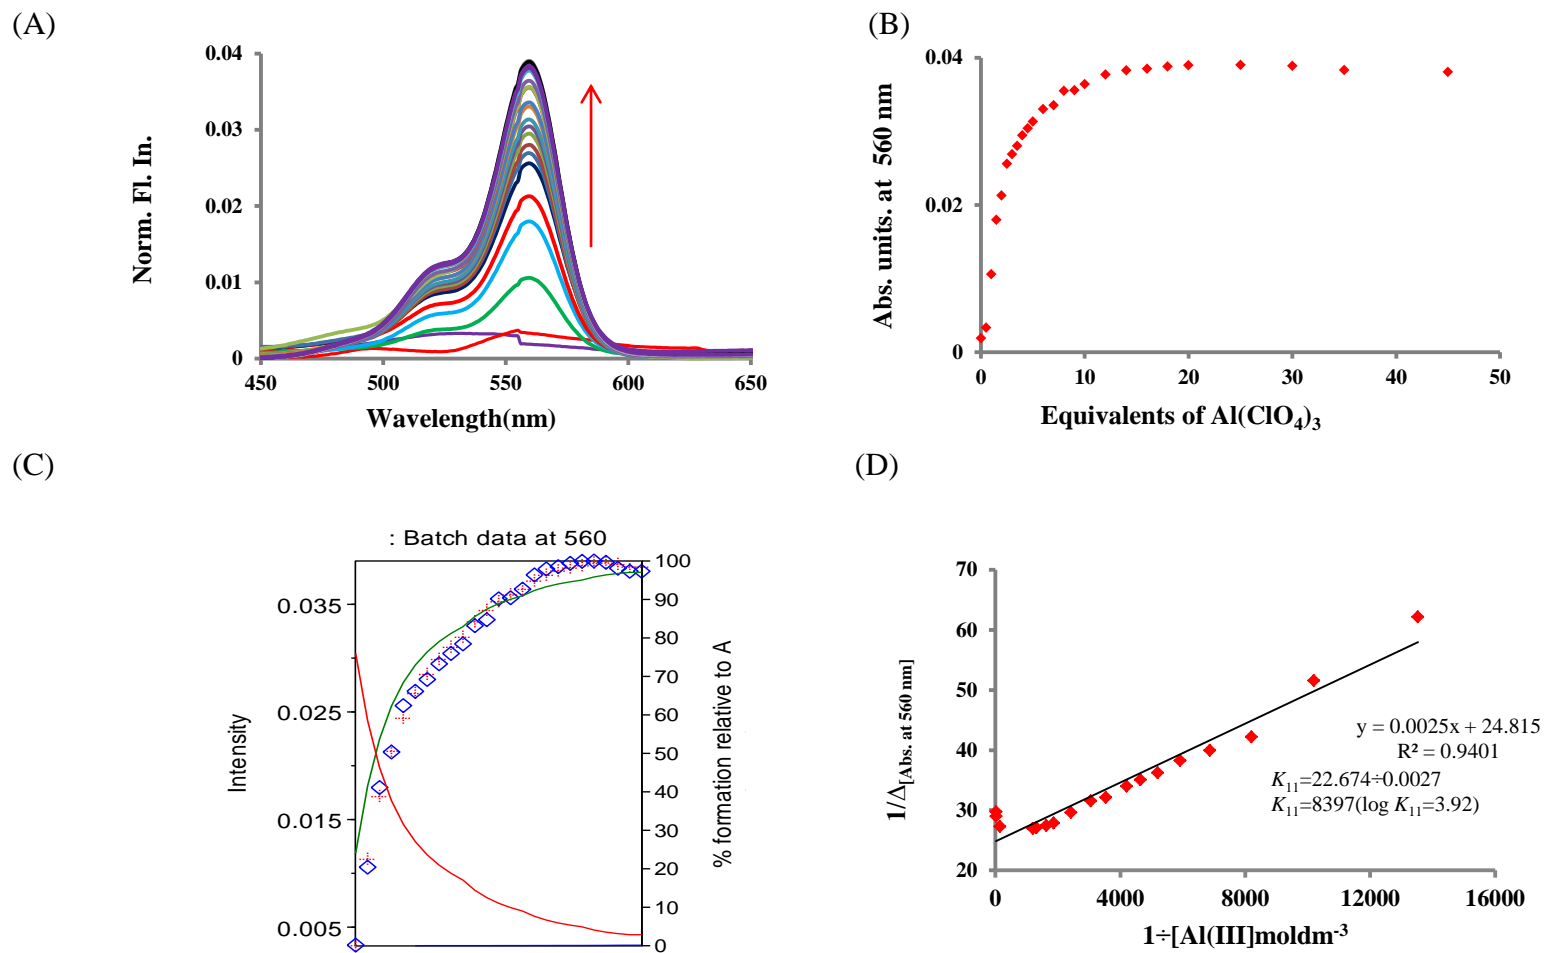 (A)
(B)
Norm. Fl. In.
0.04
0.03
0.02
0.01
0
450
500
550
600
650
Wavelength(nm)
Abs. units. at 560 nm
0.04
0.02
0
0
10
20
30
40
50
Equivalents of Al(ClO4)3
(C)
(D)
: Batch data at 560
Intensity
0.035
0.025
0.015
0.005
100
90
80
70
60
50
40
30
20
10
0
% formation relative to A
1/Δ[Abs. at 560 nm]
70
60
50
40
30
20
y = 0.0025x + 24.815
R² = 0.9401
K11=22.674÷0.0027
K11=8397(log K11=3.92)
0
4000
8000
12000
16000
1÷[Al(III]moldm-3